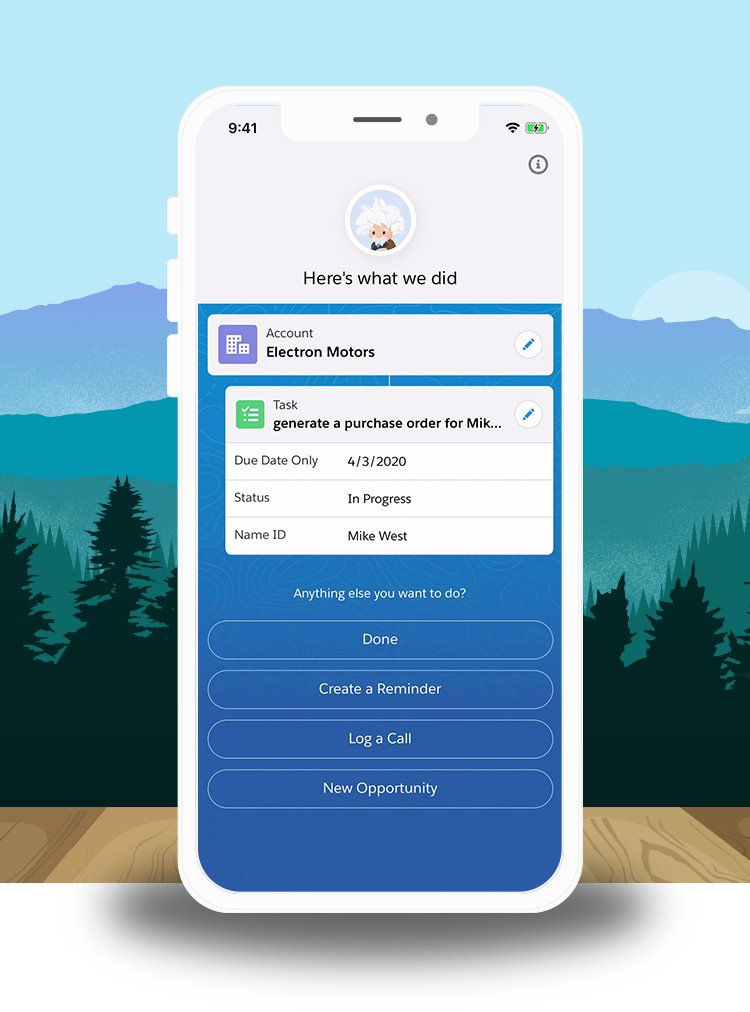 9:41
Here's what we did
Account
Electron Motors
Task
generate a purchase order for Mik...
Due Date Only 4/3/2020
Status In Progress
Name ID Mike West
Anything else you want to do?
Done
Create a Reminder
Log a Call
New Opportunity